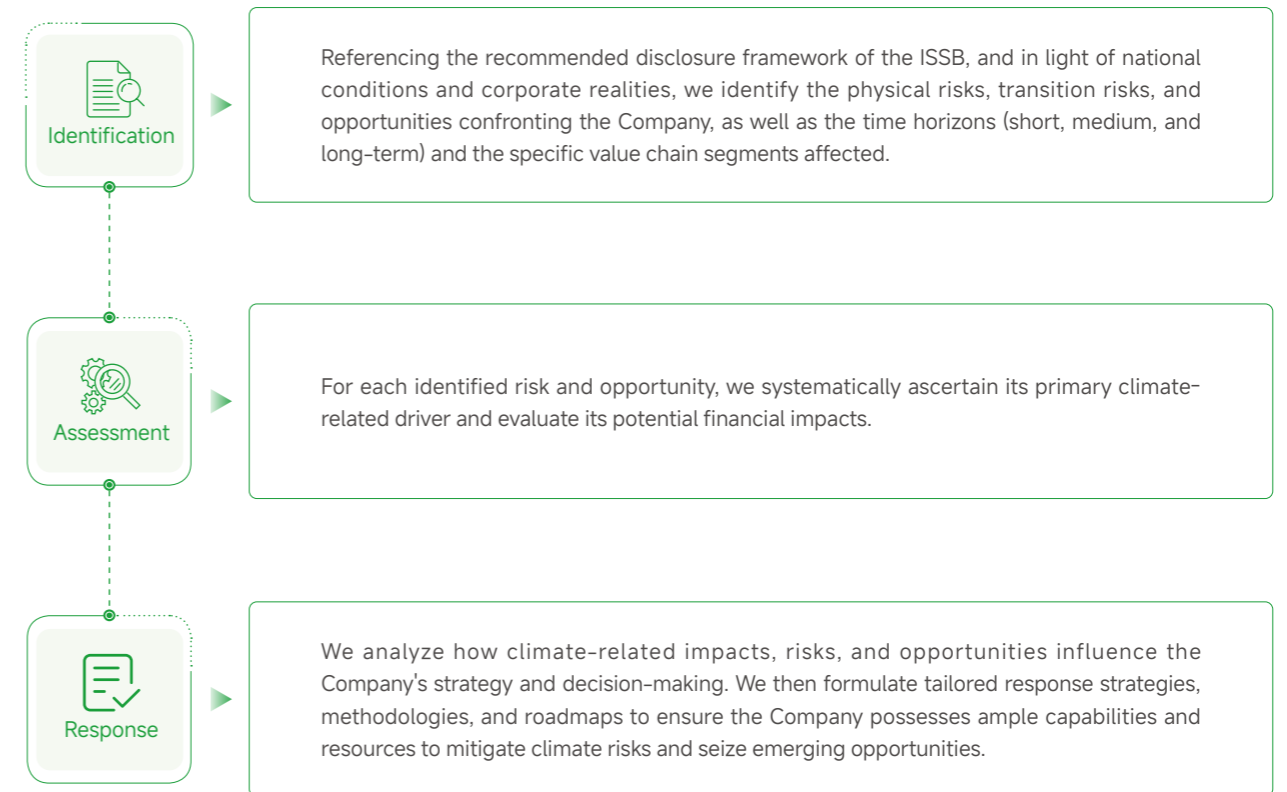 Identification
Referencing the recommended disclosure framework of the ISSB, and in light of national
conditions and corporate realities, we identify the physical risks, transition risks, and
opportunities confronting the Company, as well as the time horizons (short, medium, and
long-term) and the specific value chain segments affected.
Assessment
For each identified risk and opportunity, we systematically ascertain its primary climate-
related driver and evaluate its potential financial impacts.
Response
We analyze how climate-related impacts, risks, and opportunities influence the
Company's strategy and decision-making. We then formulate tailored response strategies,
methodologies, and roadmaps to ensure the Company possesses ample capabilities and
resources to mitigate climate risks and seize emerging opportunities.